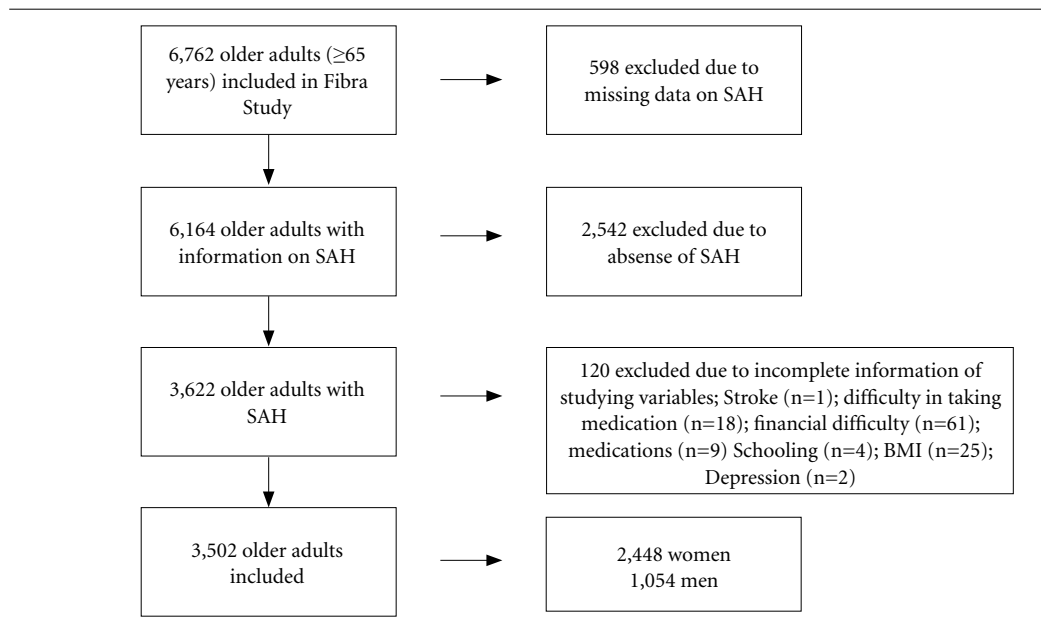 6,762 older adults (≥65
years) included in Fibra
Study
598 excluded due to
missing data on SAH
6,164 older adults with
information on SAH
2,542 excluded due to
absense of SAH
3,622 older adults with
SAH
120 excluded due to incomplete information of
studying variables; Stroke (n=1); difficulty in taking
medication (n=18); financial difficulty (n=61);
medications (n=9) Schooling (n=4); BMI (n=25);
Depression (n=2)
3,502 older adults
included
2,448 women
1,054 men